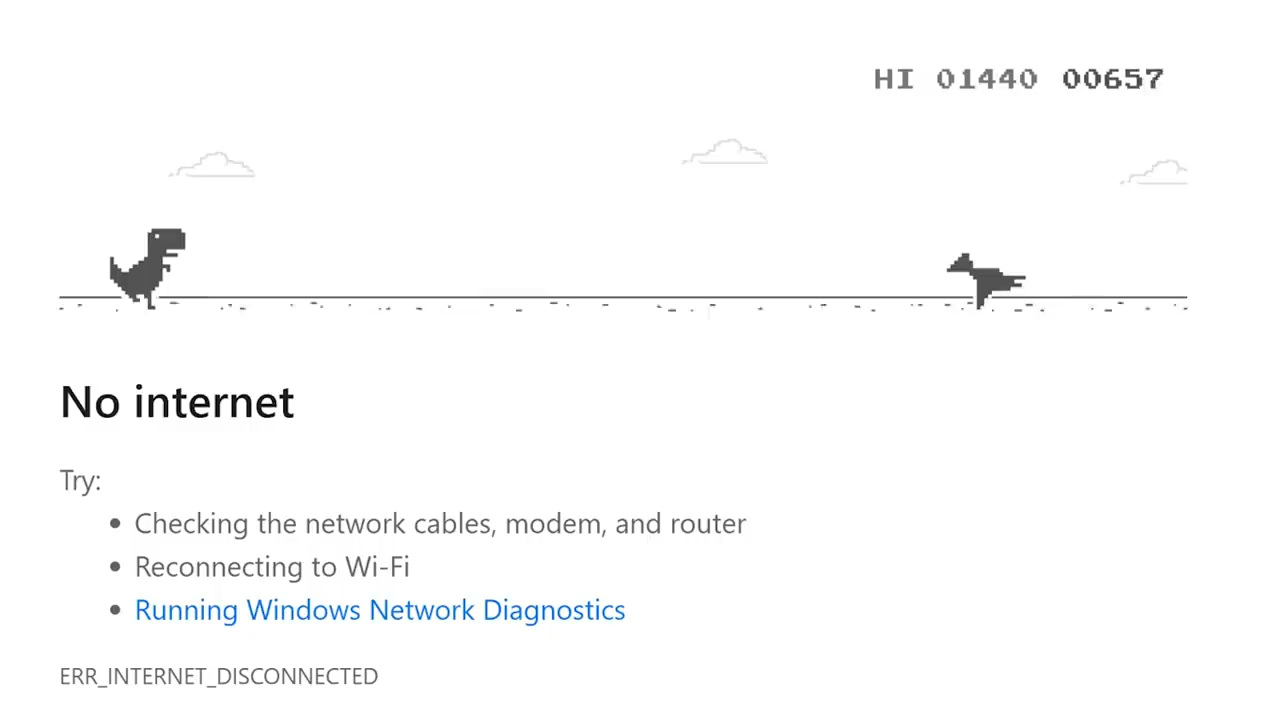 HI 01440 00657
No internet
Try:
Checking the network cables, modem, and router
Reconnecting to Wi-Fi
Running Windows Network Diagnostics
ERR_INTERNET_DISCONNECTED